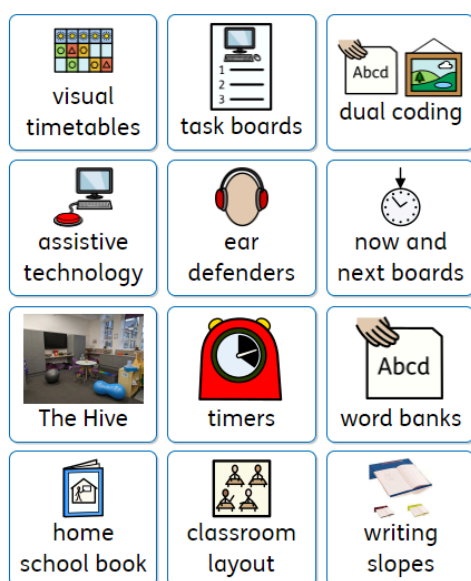 visual
timetables
1
2
3
task boards
Abcd
dual coding
assistive
technology
ear
defenders
now and
next boards
The Hive
timers
Abcd
word banks
home
school book
classroom
layout
writing
slopes